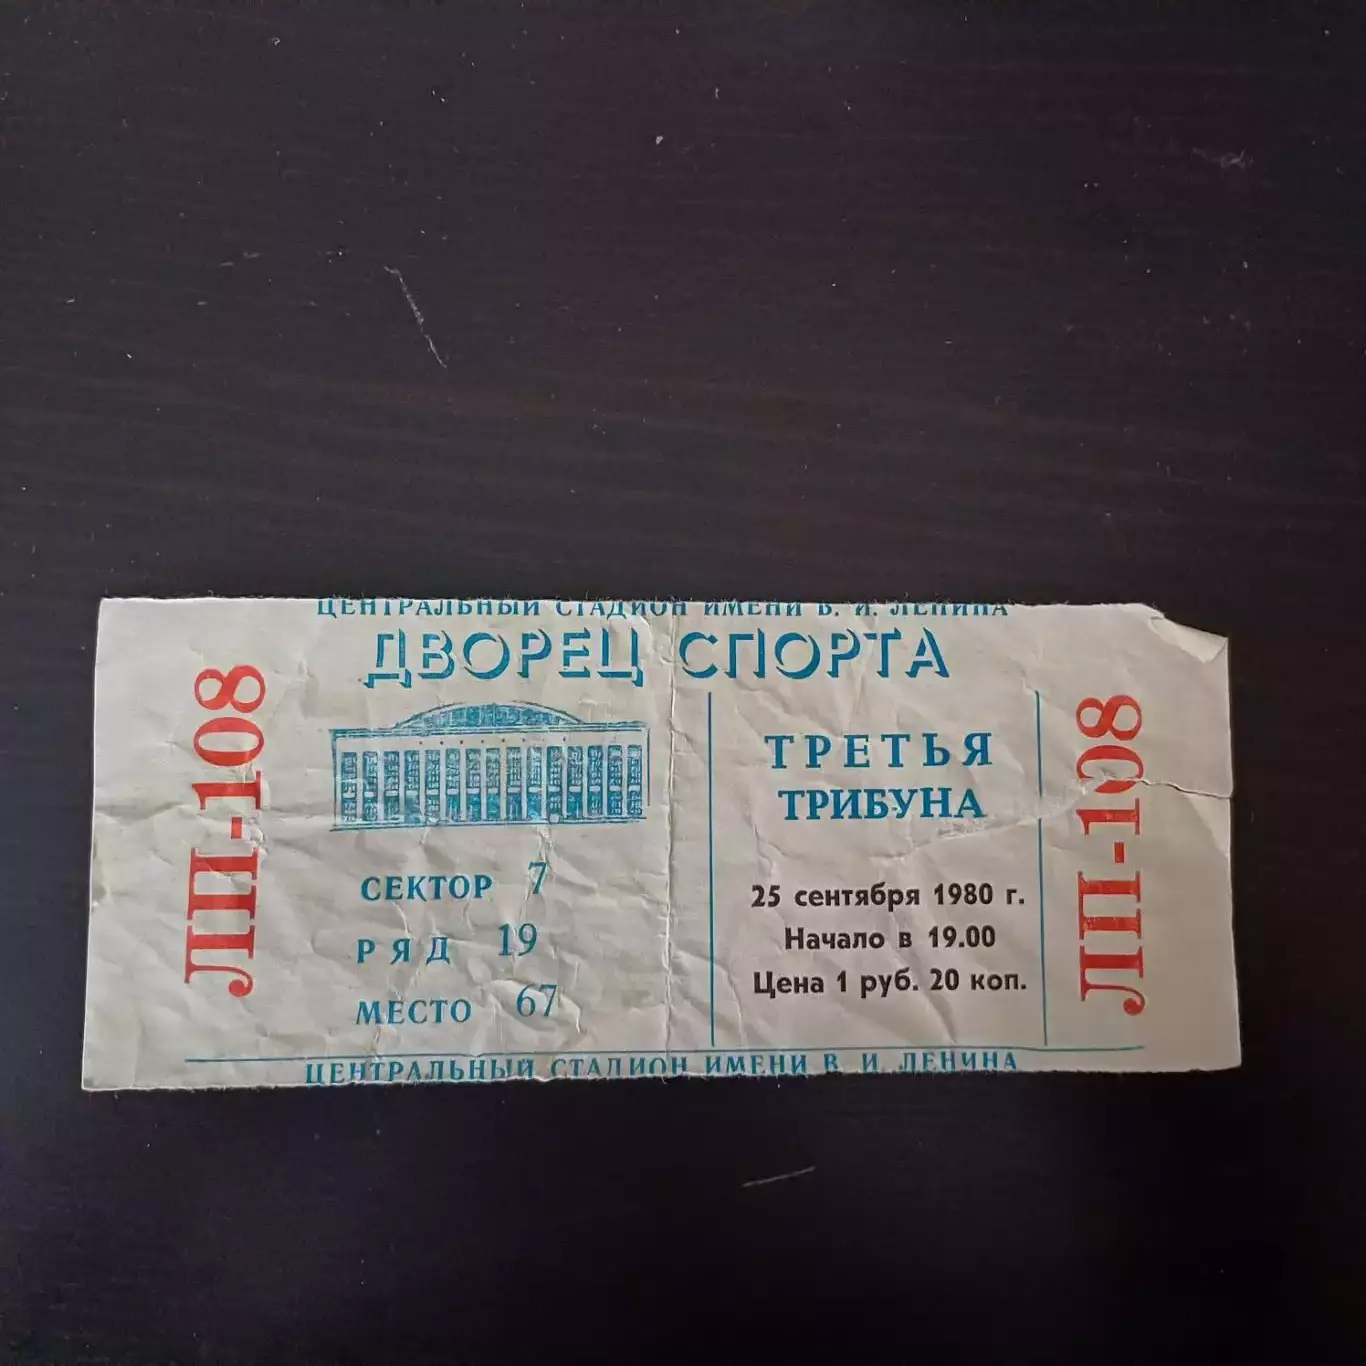 ЦЕНТРАЛЬНЫЙ СТАДИОН ИМЕНИ В. И. ЛЕНИНА
ДВОРЕЦ СПОРТА
ЛП-108
СЕКТОР 7
РЯД 19
МЕСТО 67
ТРЕТЬЯ
ТРИБУНА
25 сентября 1980 г.
Начало в 19.00
Цена 1 руб. 20 коп.
ЛП-108
ЦЕНТРАЛЬНЫЙ СТАДИОН ИМЕНИ В. И. ЛЕНИНА